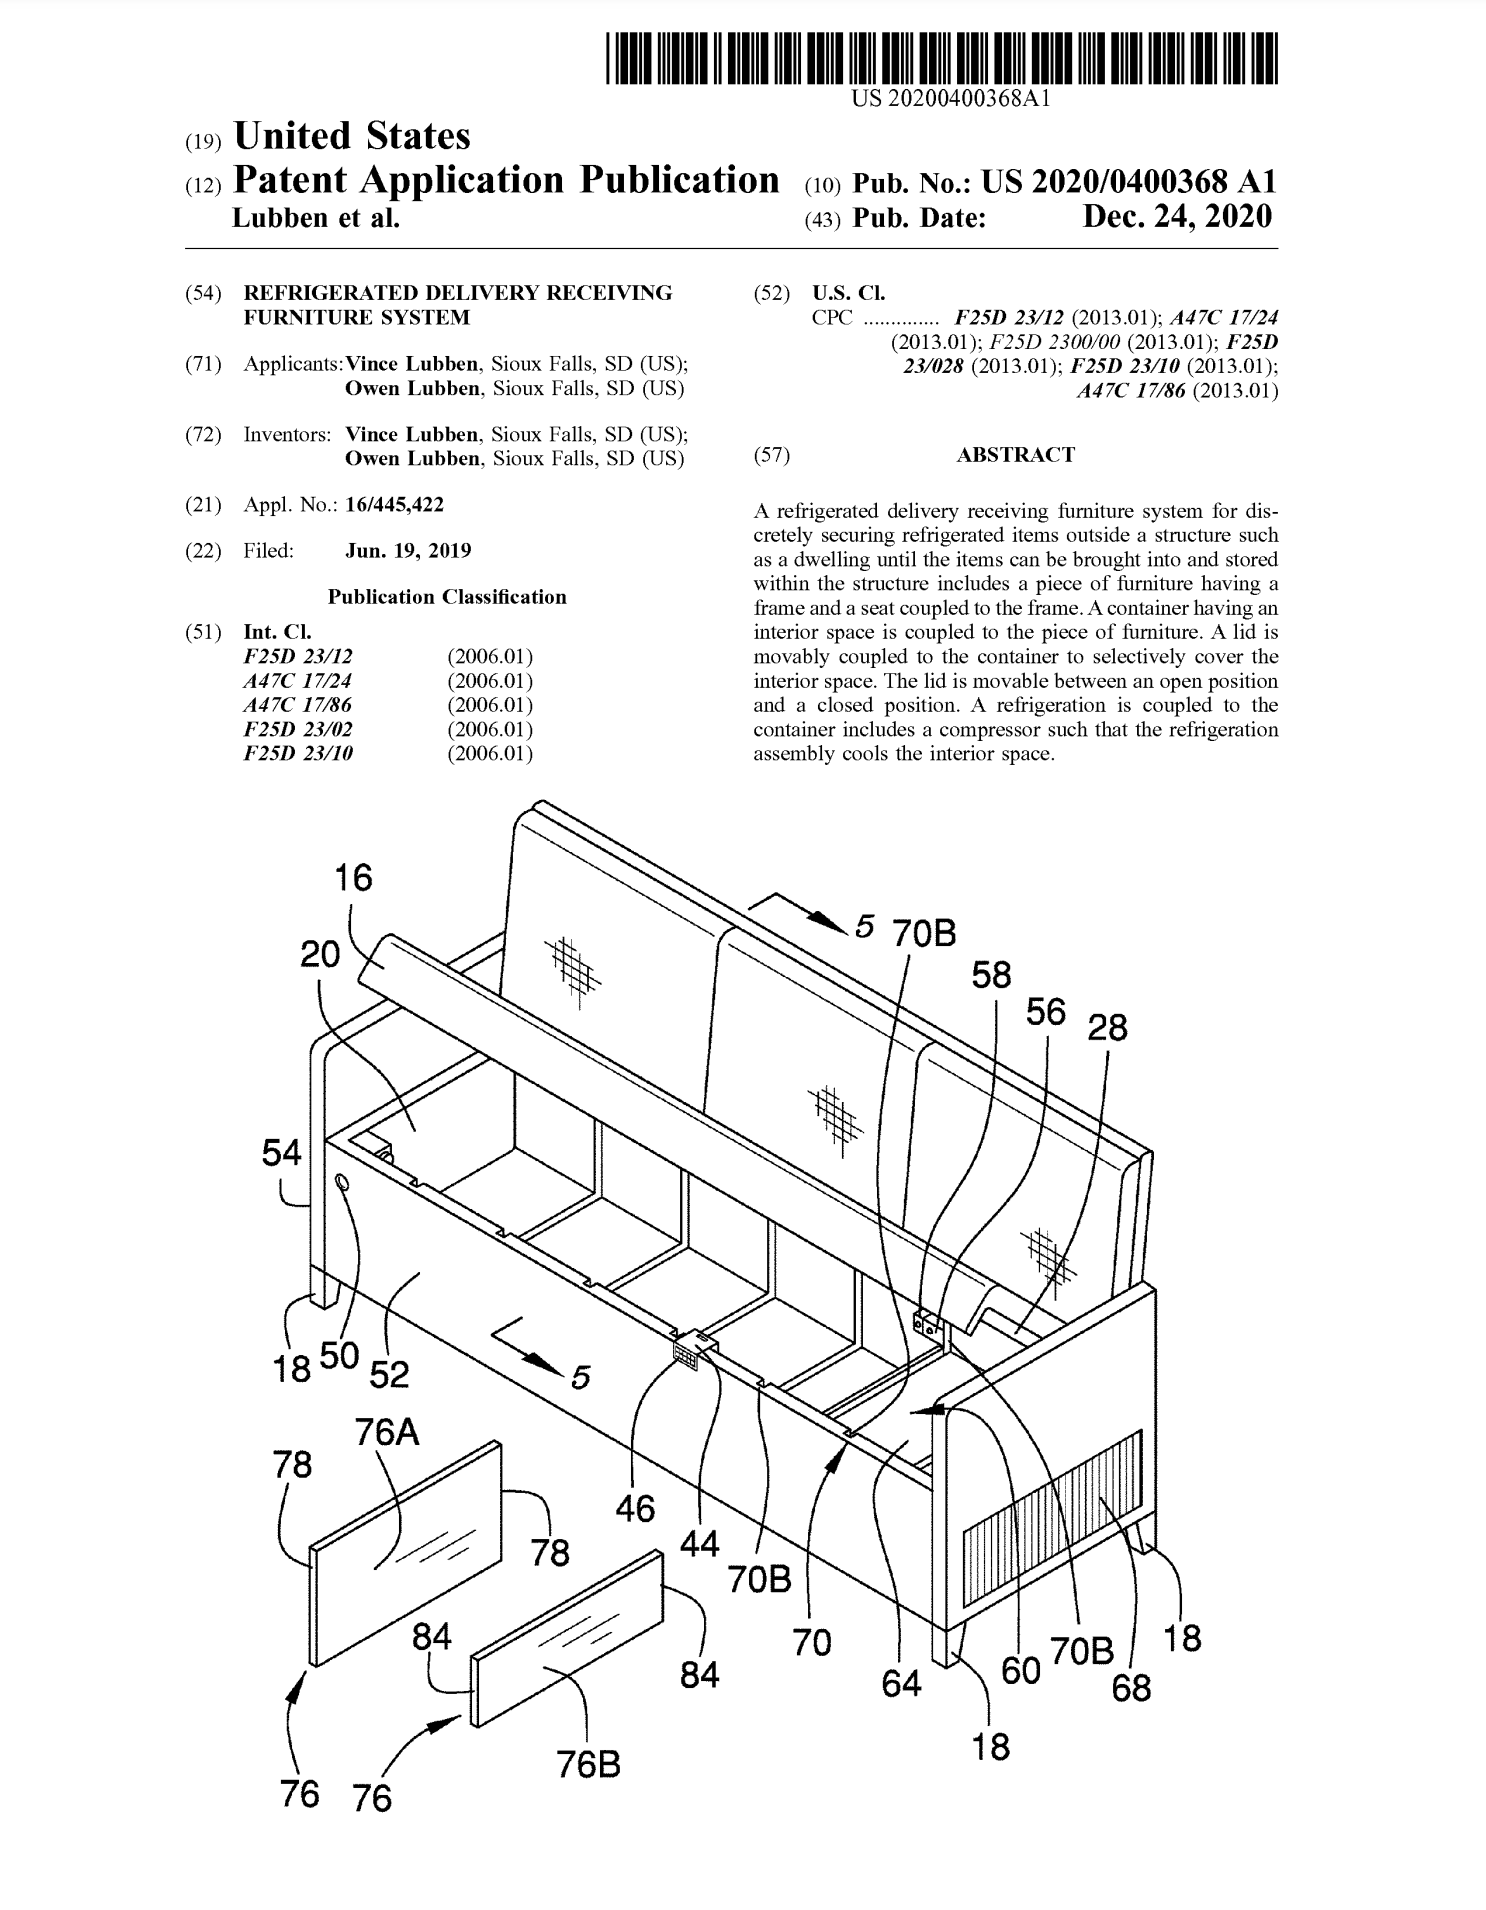 US 20200400368A1
(19) United States
(12) Patent Application Publication
Lubben et al.
(10) Pub. No.: US 2020/0400368 A1
(43) Pub. Date: Dec. 24, 2020
(54) REFRIGERATED DELIVERY RECEIVING
FURNITURE SYSTEM
(71) Applicants: Vince Lubben, Sioux Falls, SD (US);
Owen Lubben, Sioux Falls, SD (US)
(72) Inventors: Vince Lubben, Sioux Falls, SD (US);
Owen Lubben, Sioux Falls, SD (US)
(21) Appl. No.: 16/445,422
(22) Filed: Jun. 19, 2019
Publication Classification
(51) Int. Cl.
F25D 23/12 (2006.01)
A47C 17/24 (2006.01)
A47C 17/86 (2006.01)
F25D 23/02 (2006.01)
F25D 23/10 (2006.01)
(52) U.S. Cl.
CPC .............. F25D 23/12 (2013.01); A47C 17/24
(2013.01); F25D 2300/00 (2013.01); F25D
23/028 (2013.01); F25D 23/10 (2013.01);
A47C 17/86 (2013.01)
(57) ABSTRACT
A refrigerated delivery receiving furniture system for dis-
cretely securing refrigerated items outside a structure such
as a dwelling until the items can be brought into and stored
within the structure includes a piece of furniture having a
frame and a seat coupled to the frame. A container having an
interior space is coupled to the piece of furniture. A lid is
movably coupled to the container to selectively cover the
interior space. The lid is movable between an open position
and a closed position. A refrigeration is coupled to the
container includes a compressor such that the refrigeration
assembly cools the interior space.
16
5
70B
20
58
56
28
54
18
50
52
5
76A
78
46
44
78
70B
84
70
84
64
60
70B
68
18
18
76B
76
76